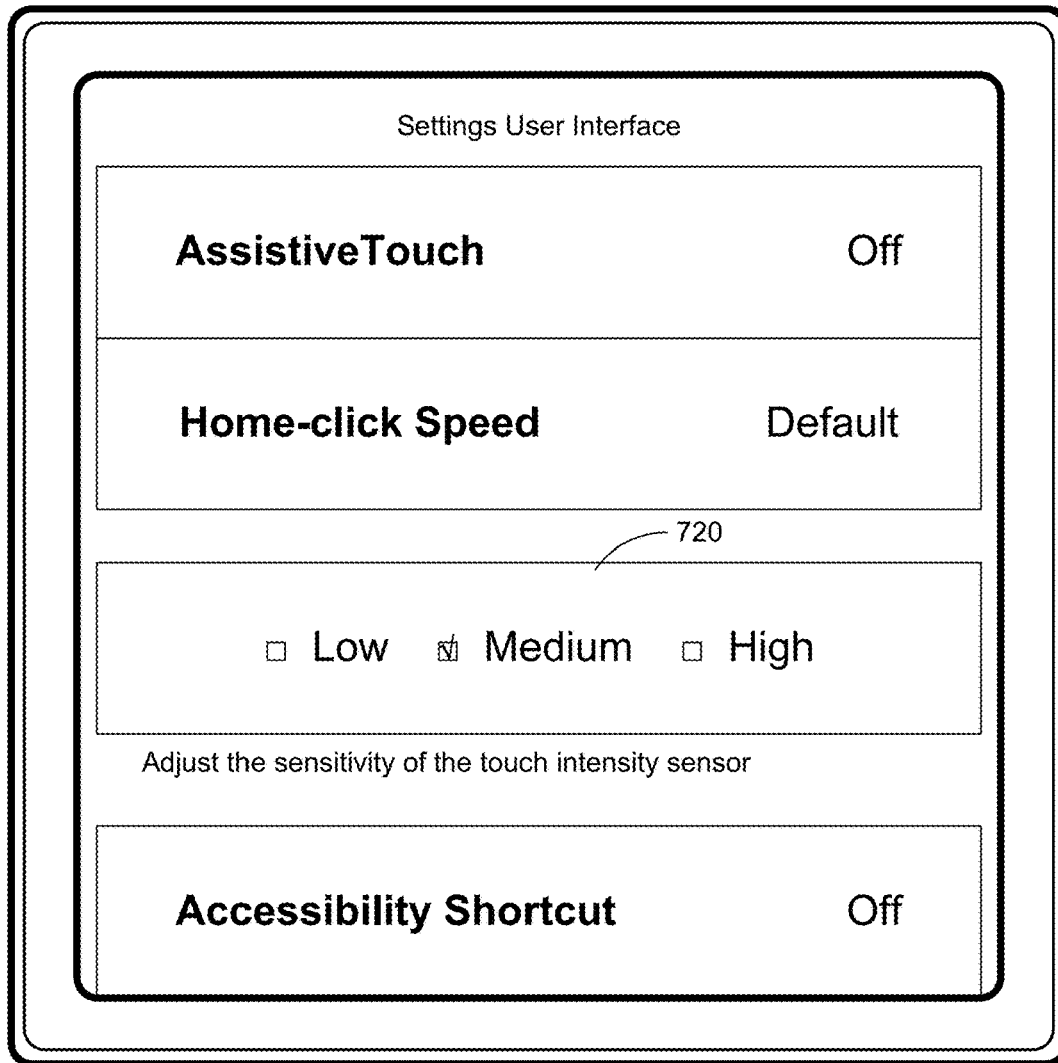 Settings User Interface
AssistiveTouch Off
Home-click Speed Default
720
Low Medium High
Adjust the sensitivity of the touch intensity sensor
Accessibility Shortcut Off